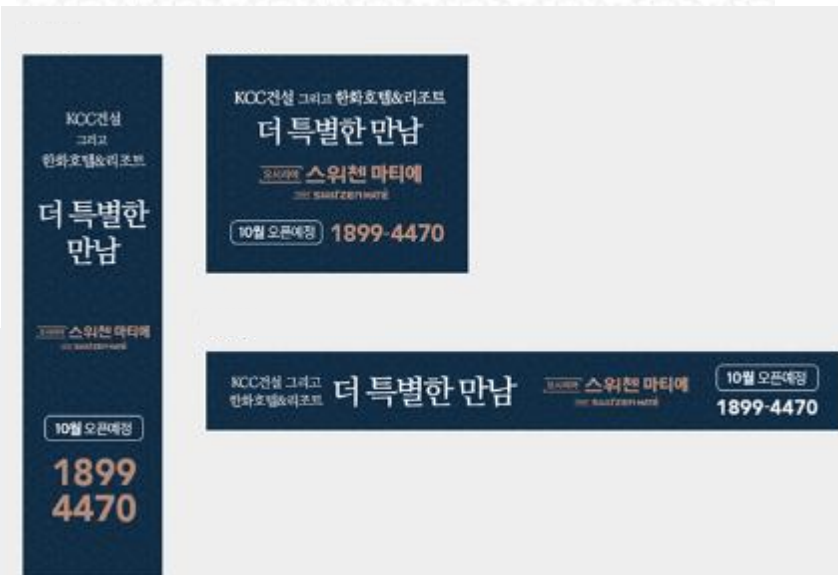 KCC건설
그리고
한화호텔&리조트
더 특별한
만남
스위첸 마티에
10월 오픈예정
1899
4470
KCC건설 그리고 한화호텔&리조트
더 특별한 만남
오시리아 스위첸 마티에
10월 오픈예정 1899-4470
KCC건설 그리고
한화호텔&리조트
더 특별한 만남
스위첸 마티에
10월 오픈예정
1899-4470